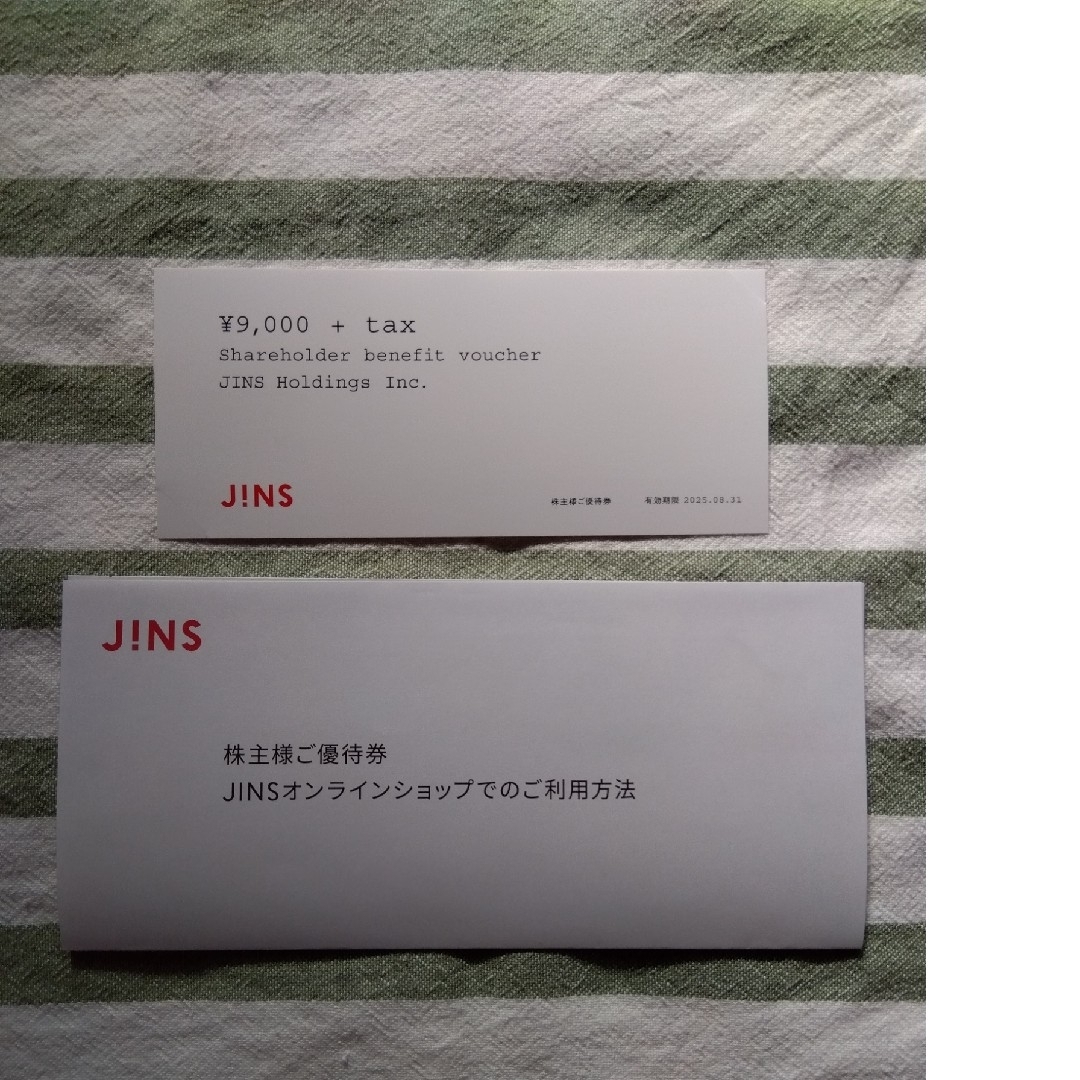 ¥9,000 + tax
Shareholder benefit voucher
JINS Holdings Inc.
J!NS
株主様ご優待券 有効期限 2025.08.31
J!NS
株主様ご優待券
JINSオンラインショップでのご利用方法